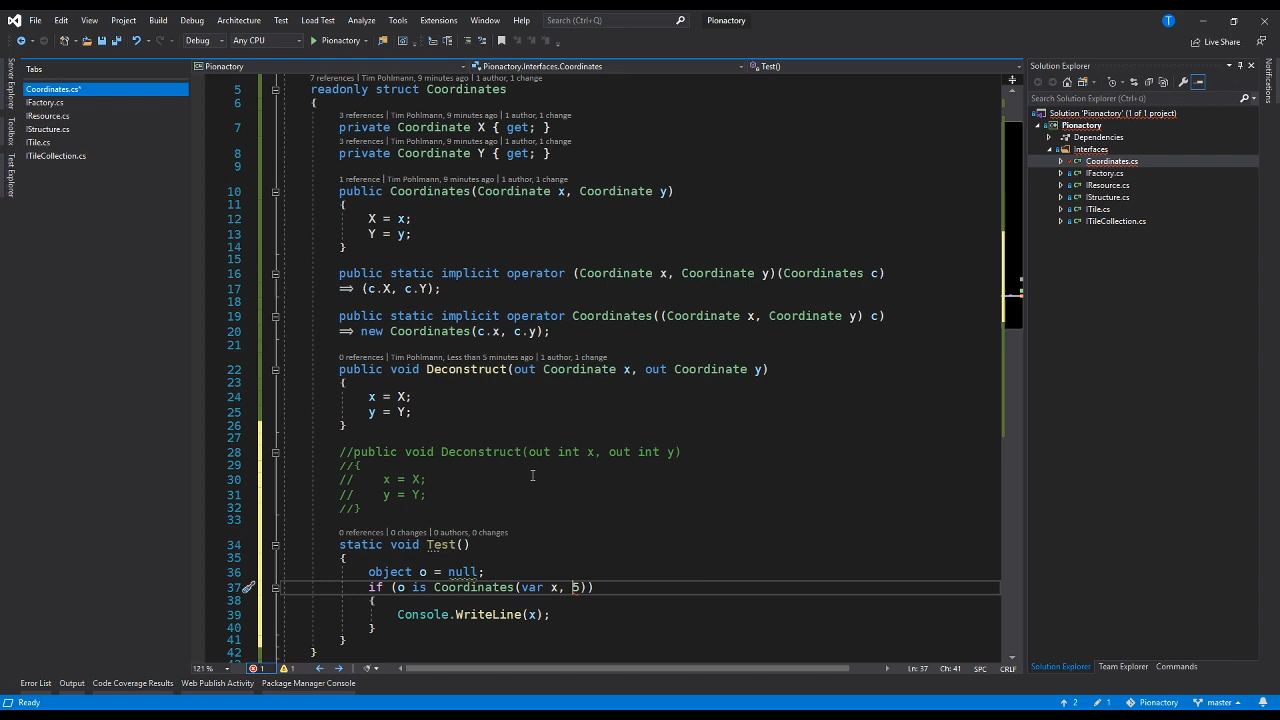 File Edit View Project Build Debug Architecture Test Load Test Analyze Tools Extensions Window Help Search (Ctrl+Q) Pionactory T
Debug Any CPU Pionactory Live Share
Tabs
Coordinates.cs*
IFactory.cs
IResource.cs
IStructure.cs
ITile.cs
ITileCollection.cs
Server Explorer
Toolbox
Test Explorer
Pionactory Pionactory.Interfaces.Coordinates Test()
7 references | Tim Pohlmann, 9 minutes ago | 1 author, 1 change
5 readonly struct Coordinates
6 {
3 references | Tim Pohlmann, 9 minutes ago | 1 author, 1 change
7 private Coordinate X { get; }
3 references | Tim Pohlmann, 9 minutes ago | 1 author, 1 change
8 private Coordinate Y { get; }
9
1 reference | Tim Pohlmann, 9 minutes ago | 1 author, 1 change
10 public Coordinates(Coordinate x, Coordinate y)
11 {
12 X = x;
13 Y = y;
14 }
15
16 public static implicit operator (Coordinate x, Coordinate y)(Coordinates c)
17 => (c.X, c.Y);
18
19 public static implicit operator Coordinates((Coordinate x, Coordinate y) c)
20 => new Coordinates(c.x, c.y);
21
0 references | Tim Pohlmann, Less than 5 minutes ago | 1 author, 1 change
22 public void Deconstruct(out Coordinate x, out Coordinate y)
23 {
24 x = X;
25 y = Y;
26 }
27
28 //public void Deconstruct(out int x, out int y)
29 //{
30 // x = X;
31 // y = Y;
32 //}
33
0 references | 0 changes | 0 authors, 0 changes
34 static void Test()
35 {
36 object o = null;
37 if (o is Coordinates(var x, 5))
38 {
39 Console.WriteLine(x);
40 }
41 }
42 }
121 % 1 1 Ln: 37 Ch: 41 SPC CRLF
Solution Explorer
Search Solution Explorer (Ctrl+;)
Solution 'Pionactory' (1 of 1 project)
Pionactory
Dependencies
Interfaces
Coordinates.cs
IFactory.cs
IResource.cs
IStructure.cs
ITile.cs
ITileCollection.cs
Solution Explorer Team Explorer Commands
Notifications
Error List Output Code Coverage Results Web Publish Activity Package Manager Console
Ready 2 1 Pionactory master